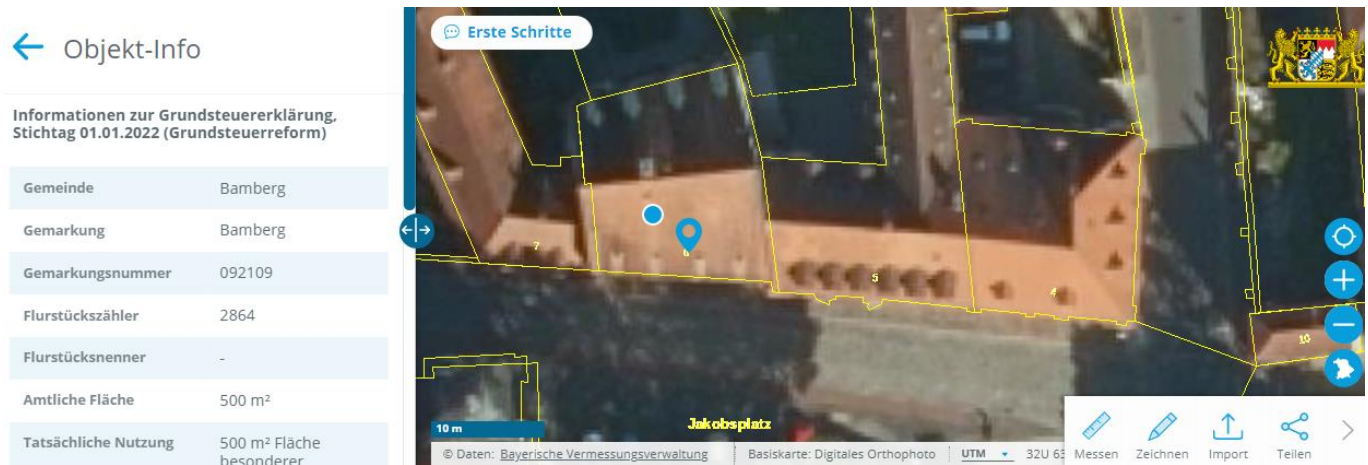 Objekt-Info
Informationen zur Grundsteuererklärung,
Stichtag 01.01.2022 (Grundsteuerreform)
Gemeinde Bamberg
Gemarkung Bamberg
Gemarkungsnummer 092109
Flurstückszähler 2864
Flurstücksnenner -
Amtliche Fläche 500 m²
Tatsächliche Nutzung 500 m² Fläche
besonderer
Erste Schritte
7
6
5
4
10
Jakobsplatz
10 m
© Daten: Bayerische Vermessungsverwaltung
Basiskarte: Digitales Orthophoto
UTM 32U 63
Messen Zeichnen Import Teilen